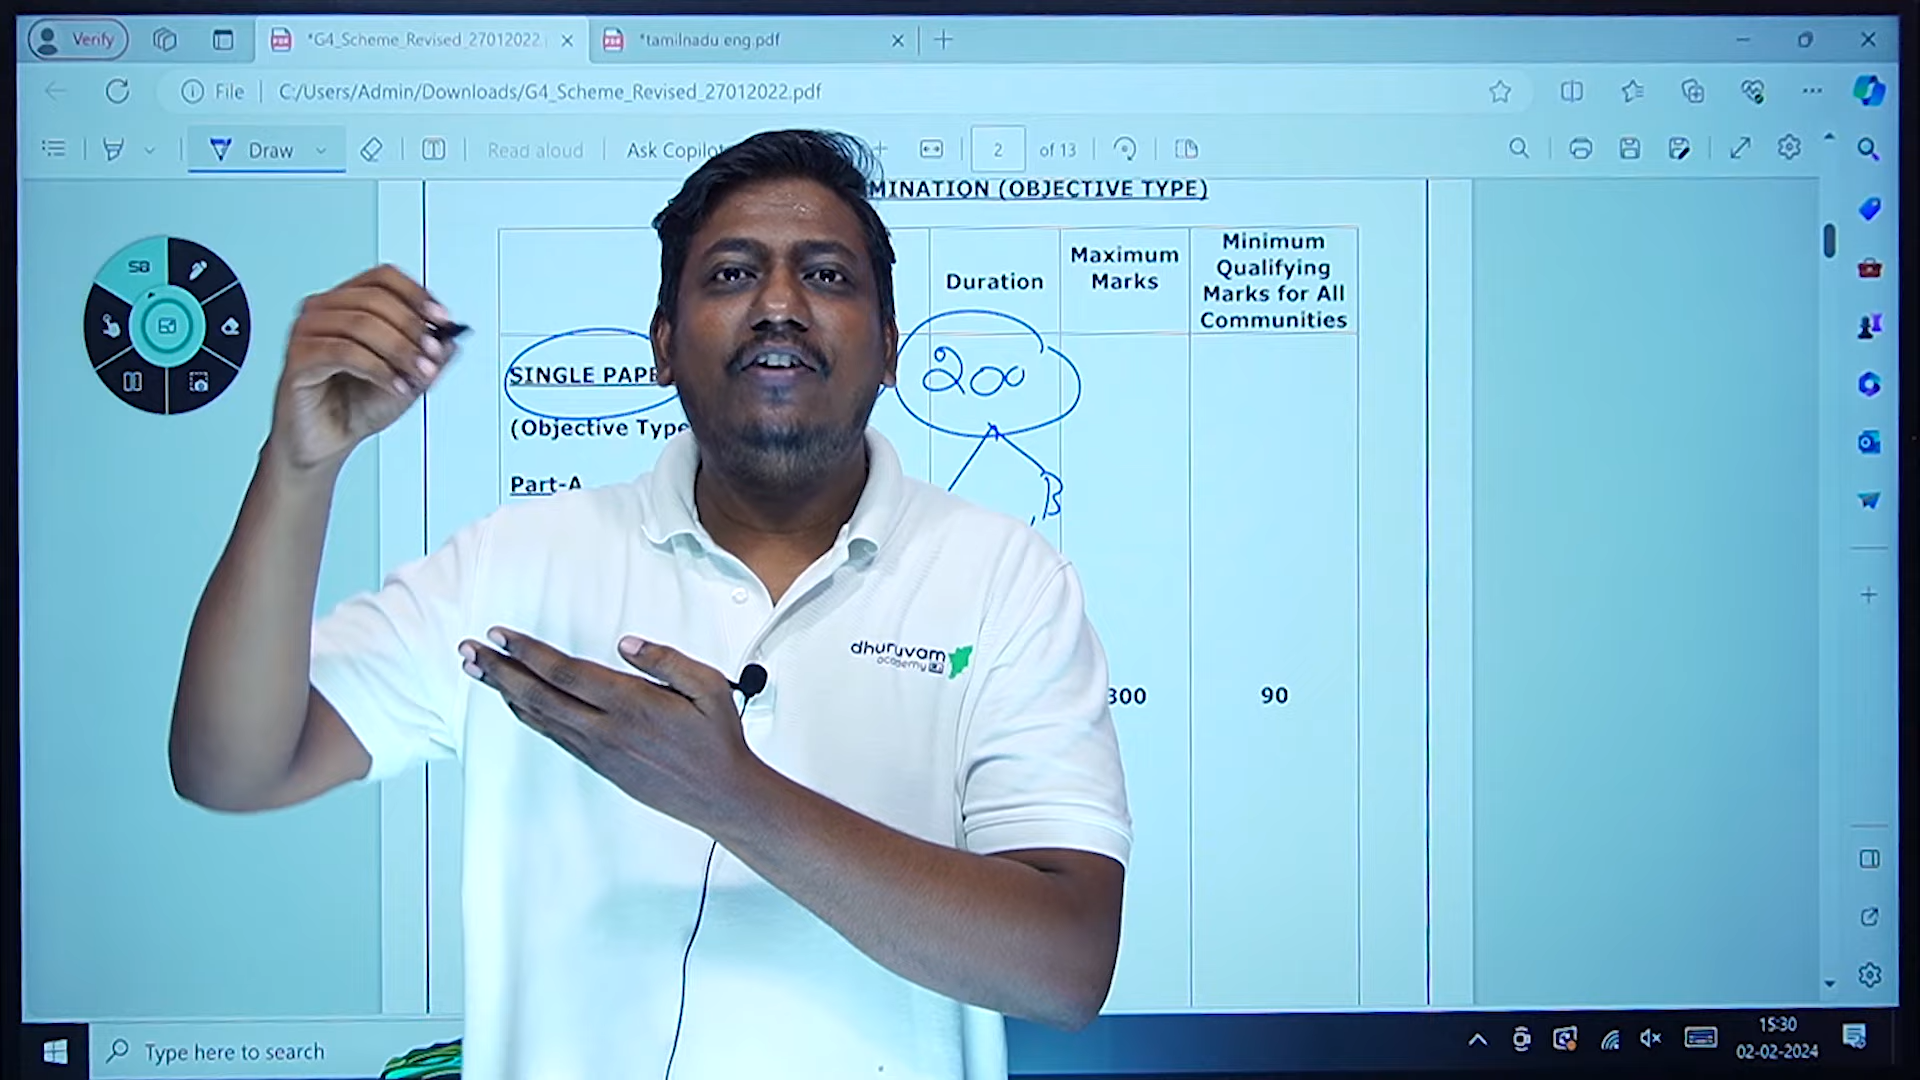 Verify
*G4_Scheme_Revised_27012022
*tamilnadu eng.pdf
File
C:/Users/Admin/Downloads/G4_Scheme_Revised_27012022.pdf
Draw
Read aloud
Ask Copilot
2
of 13
MINATION (OBJECTIVE TYPE)
Duration
Maximum
Marks
Minimum
Qualifying
Marks for All
Communities
SINGLE PAPE
200
(Objective Type
Part-A
B
dhuruvam
academy
300
90
Type here to search
15:30
02-02-2024